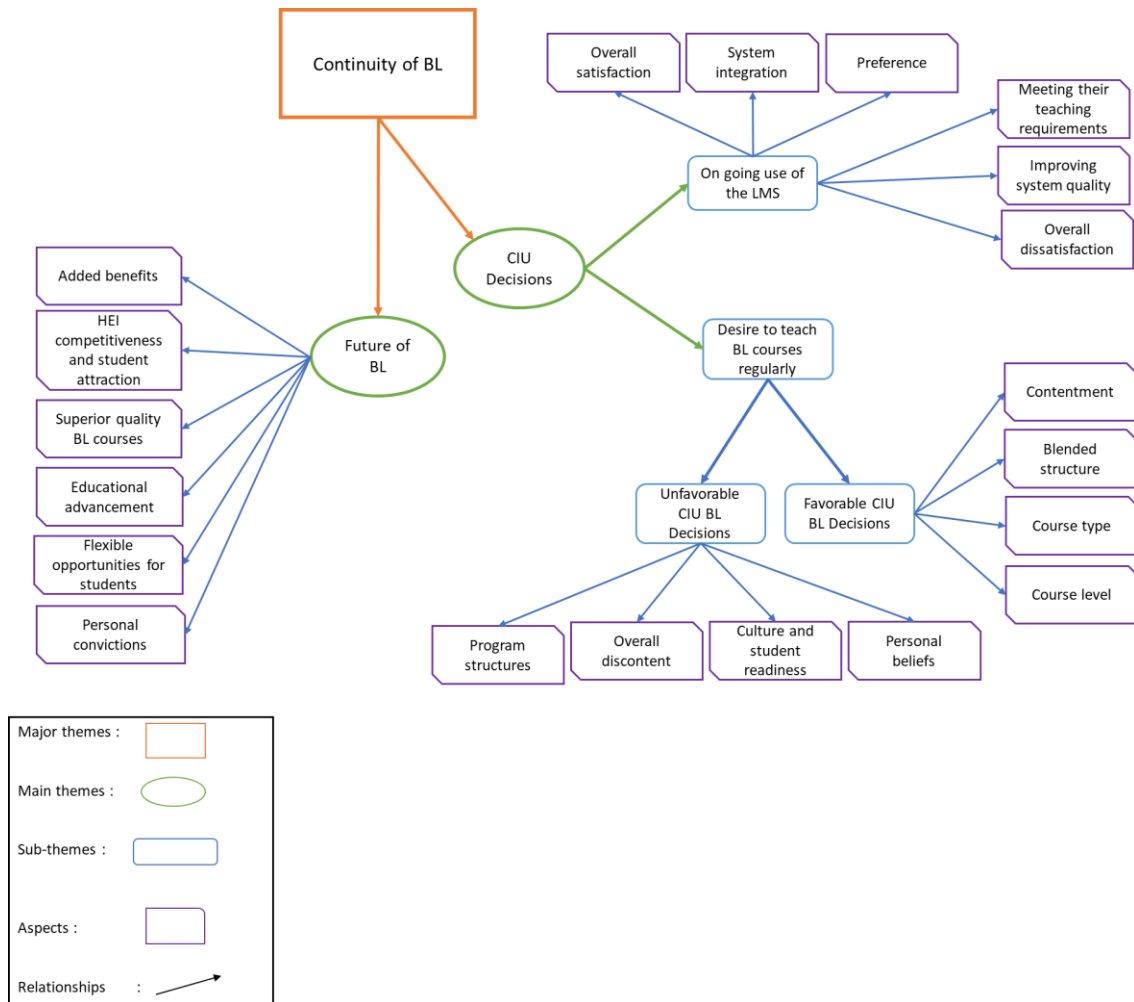 Continuity of BL
Overall
satisfaction
System
integration
Preference
Meeting their
teaching
requirements
On going use of
the LMS
Improving
system quality
Overall
dissatisfaction
CIU
Decisions
Added benefits
HEI
competitiveness
and student
attraction
Future of
BL
Desire to teach
BL courses
regularly
Superior quality
BL courses
Contentment
Blended
structure
Educational
advancement
Unfavorable
CIU BL
Decisions
Favorable CIU
BL Decisions
Course type
Flexible
opportunities for
students
Course level
Personal
convictions
Program
structures
Overall
discontent
Culture and
student
readiness
Personal
beliefs
Major themes :
Main themes :
Sub-themes :
Aspects :
Relationships :